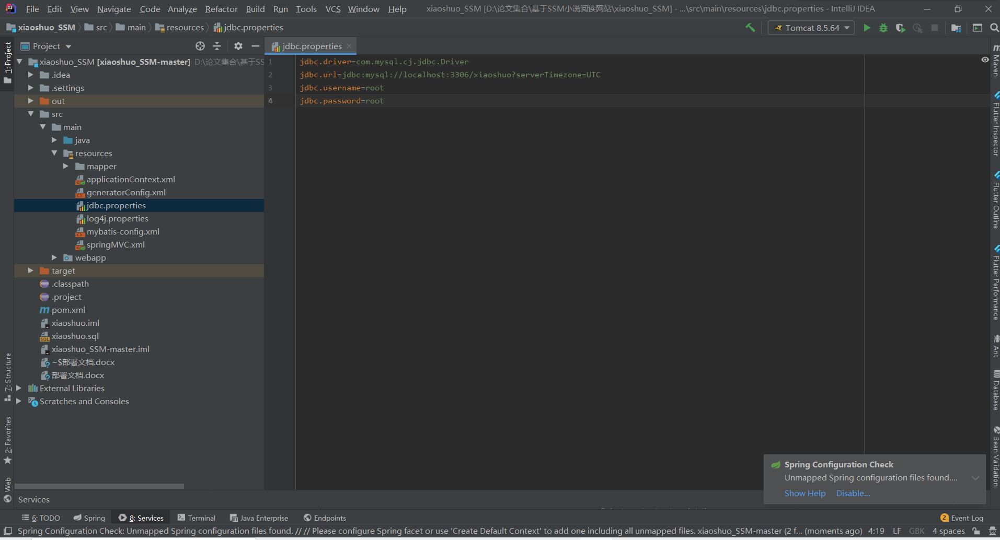 File Edit View Navigate Code Analyze Refactor Build Run Tools VCS Window Help xiaoshuo_SSM [D:\论文集合\基于SSM小说阅读网站\xiaoshuo_SSM] - ...\src\main\resources\jdbc.properties - IntelliJ IDEA
xiaoshuo_SSM src main resources jdbc.properties Tomcat 8.5.64
Project jdbc.properties
1: Project
xiaoshuo_SSM [xiaoshuo_SSM-master] D:\论文集合\基于SS
.idea
.settings
out
src
main
java
resources
mapper
applicationContext.xml
generatorConfig.xml
jdbc.properties
log4j.properties
mybatis-config.xml
springMVC.xml
webapp
target
.classpath
.project
pom.xml
xiaoshuo.iml
xiaoshuo.sql
xiaoshuo_SSM-master.iml
~$部署文档.docx
部署文档.docx
External Libraries
Scratches and Consoles
1 jdbc.driver=com.mysql.cj.jdbc.Driver
2 jdbc.url=jdbc:mysql://localhost:3306/xiaoshuo?serverTimezone=UTC
3 jdbc.username=root
4 jdbc.password=root
Maven
Flutter Inspector
Flutter Outline
Flutter Performance
Ant
Database
Bean Validation
7: Structure
2: Favorites
Web
Spring Configuration Check
Unmapped Spring configuration files found....
Show Help Disable...
Services
6: TODO Spring 8: Services Terminal Java Enterprise Endpoints 2 Event Log
Spring Configuration Check: Unmapped Spring configuration files found. // // Please configure Spring facet or use 'Create Default Context' to add one including all unmapped files. xiaoshuo_SSM-master (2 f... (moments ago) 4:19 LF GBK 4 spaces